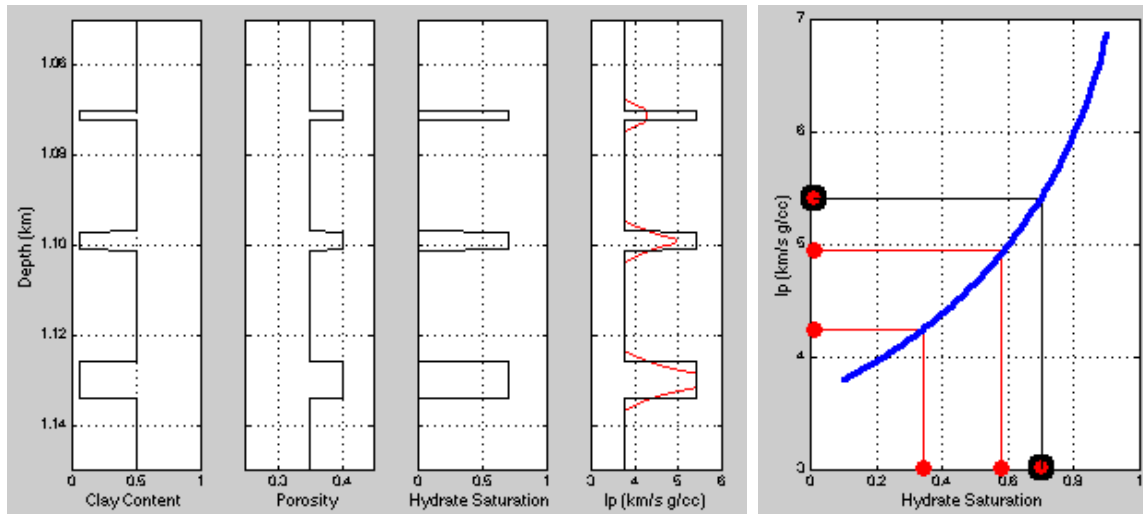 1.06
1.08
1.10
1.12
1.14
Depth (km)
0 0.5 1
Clay Content
0.3 0.4
Porosity
0 0.5 1
Hydrate Saturation
3 4 5 6
Ip (km/s g/cc)
7
6
5
4
3
Ip (km/s g/cc)
0 0.2 0.4 0.6 0.8 1
Hydrate Saturation